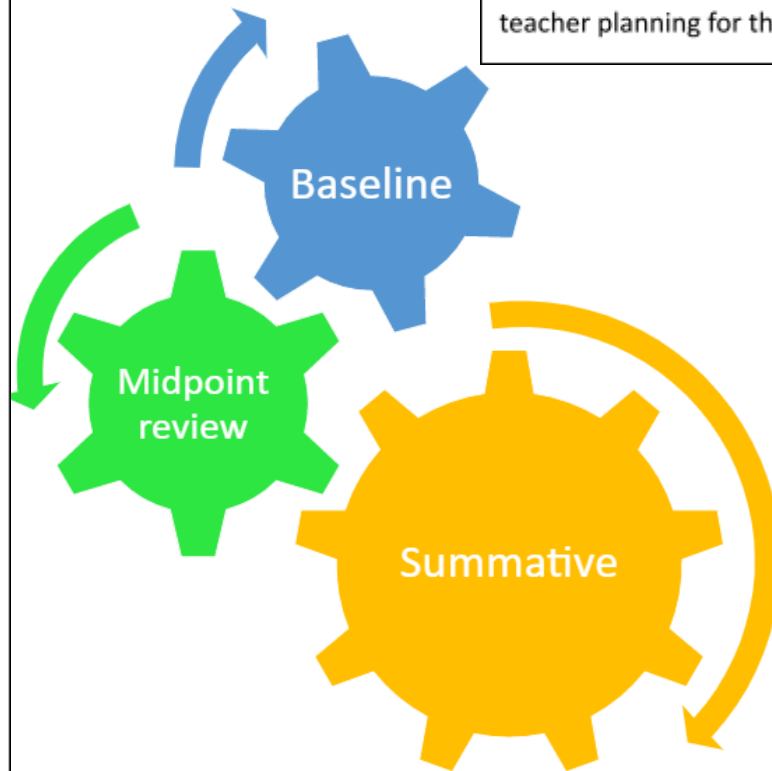 teacher planning for th
Baseline
Midpoint
review
Summative